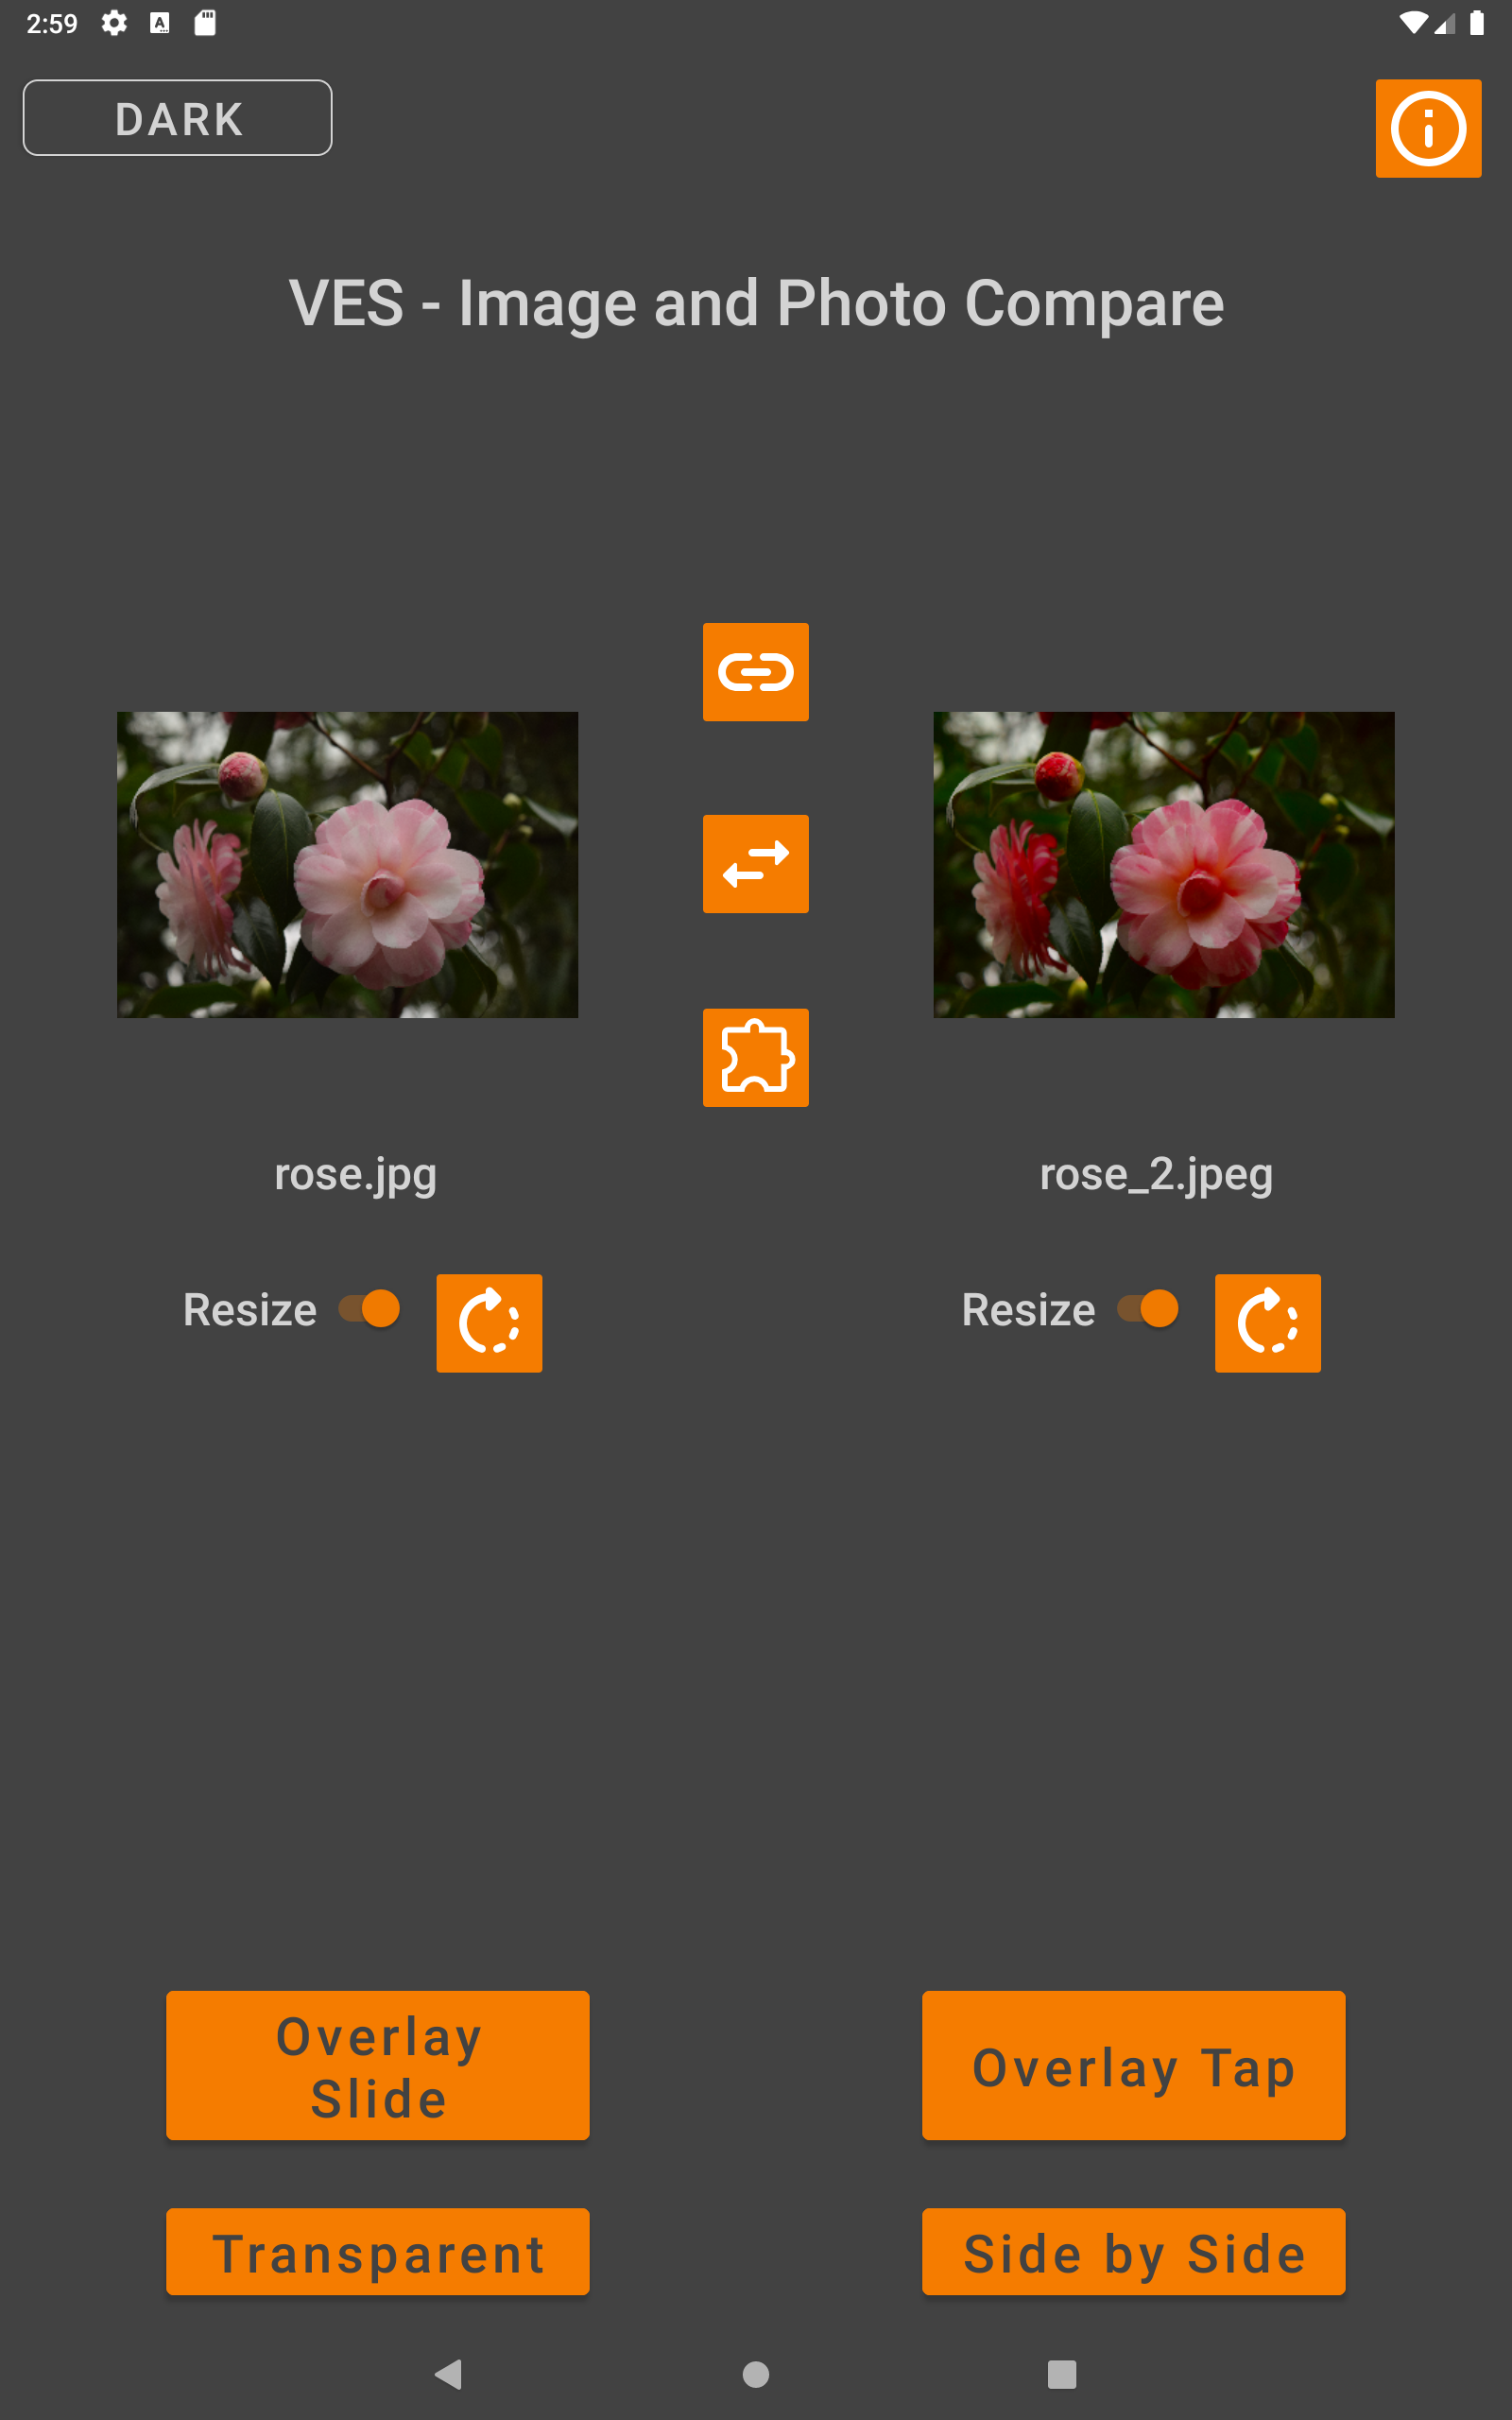 2:59
DARK
VES - Image and Photo Compare
rose.jpg
rose_2.jpeg
Resize
Resize
Overlay
Slide
Overlay Tap
Transparent
Side by Side